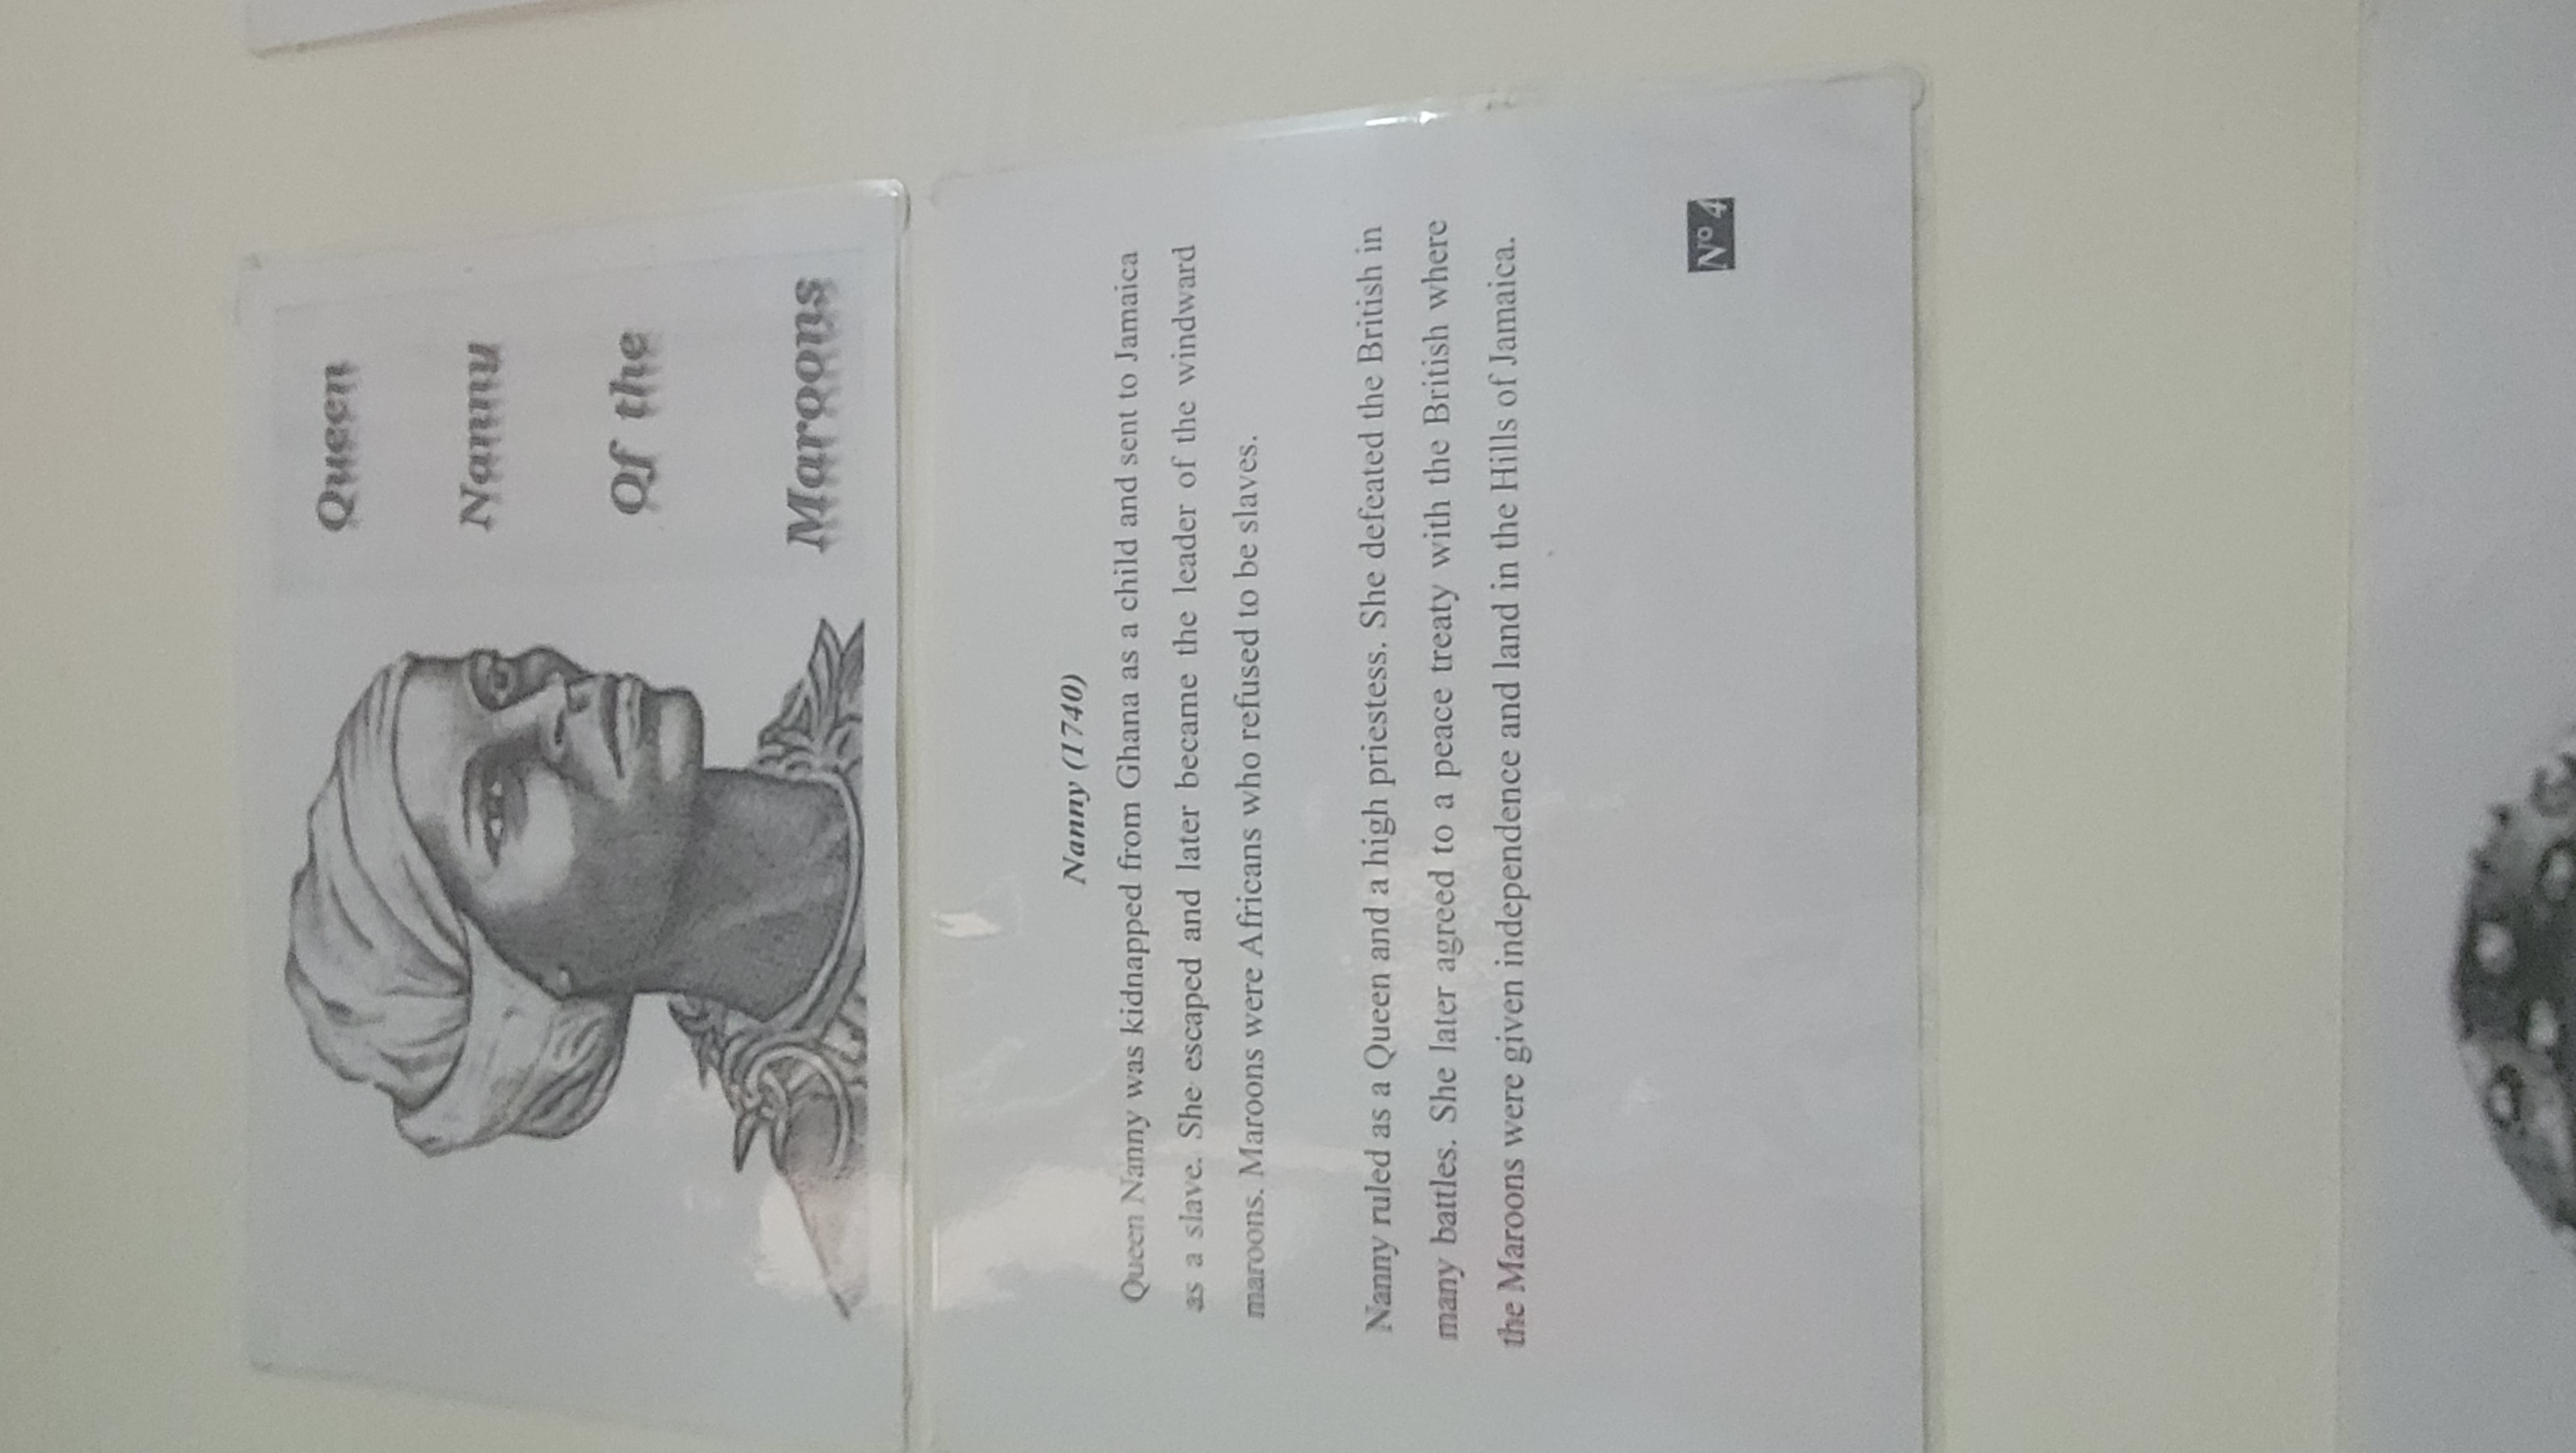 Queen
Nanny
Of the
Maroons
Nanny (1740)
Queen Nanny was kidnapped from Ghana as a child and sent to Jamaica
as a slave. She escaped and later became the leader of the windward
maroons. Maroons were Africans who refused to be slaves.
Nanny ruled as a Queen and a high priestess. She defeated the British in
many battles. She later agreed to a peace treaty with the British where
the Maroons were given independence and land in the Hills of Jamaica.
Nº 4